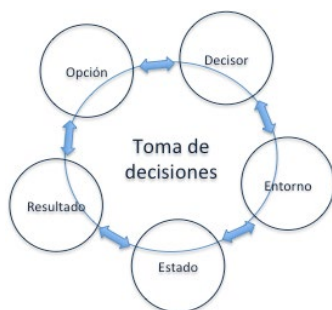 Decisor
Opción
Toma de
decisiones
Entorno
Resultado
Estado